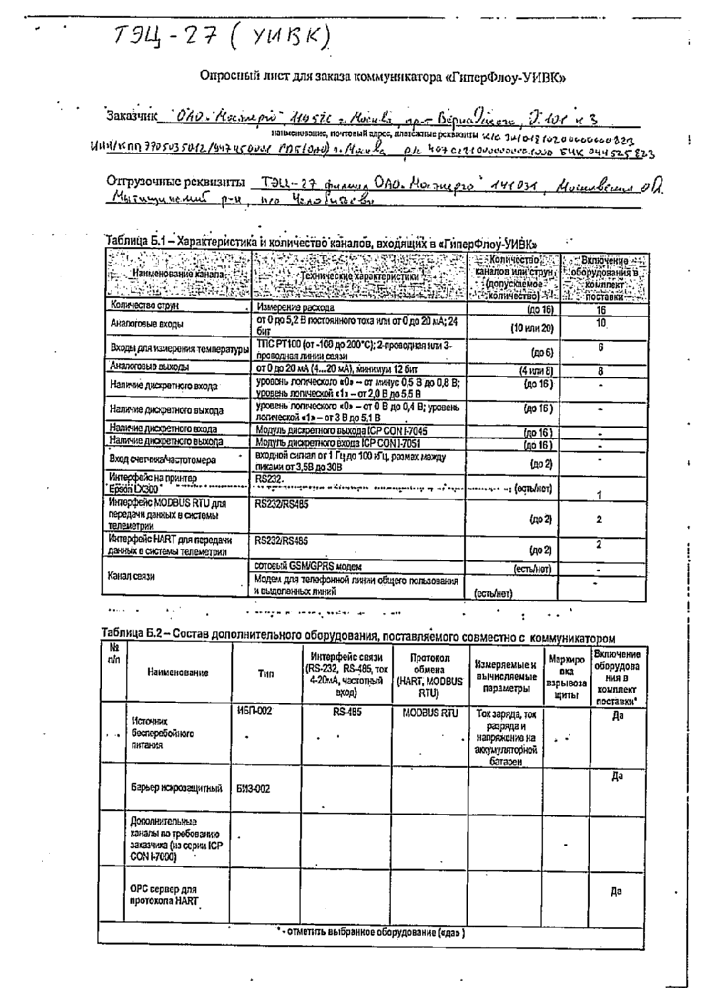 ТЭЦ-27 (УИВК)
Опросный лист для заказа коммуникатора «ГиперФлоу-УИВК»
Заказчик ОАО "Мосэнерго" г. Москва, пр-т Вернадского, д. 101 к 3
наименование, почтовый адрес, платежные реквизиты
ИНН/КПП 7705035012/997450001 г. Москва р/с БИК 044525823
Отгрузочные реквизиты ТЭЦ-27 филиал ОАО "Мосэнерго" 141031, Московская обл.
Мытищинский р-н, п/о Челобитьево
Таблица Б.1 – Характеристика и количество каналов, входящих в «ГиперФлоу-УИВК»
Наименование канала
Технические характеристики
Количество
каналов или струн
(допускаемое
количество)
Включение
оборудования в
комплект
поставки
Количество струн Измерение расхода (до 16) 16
Аналоговые входы
от 0 до 5,2 В постоянного тока или от 0 до 20 мА; 24
бит
(10 или 20) 10
Входы для измерения температуры
ТПС РТ100 (от -100 до 200°С); 2-проводная или 3-
проводная линии связи
(до 6) 6
Аналоговые выходы от 0 до 20 мА (4...20 мА), минимум 12 бит (4 или 8) 8
Наличие дискретного входа
уровень логического «0» – от минус 0,5 В до 0,8 В;
уровень логической «1» – от 2,0 В до 5,5 В
(до 16) -
Наличие дискретного выхода
уровень логического «0» – от 0 В до 0,4 В; уровень
логической «1» – от 3 В до 5,1 В
(до 16) -
Наличие дискретного входа Модуль дискретного выхода ICP CON I-7045 (до 16) -
Наличие дискретного выхода Модуль дискретного входа ICP CON I-7051 (до 16) -
Вход счетчика/частотомера
входной сигнал от 1 Гц до 100 кГц, размах между
пиками от 3,5В до 30В
(до 2) -
Интерфейс на принтер
"Epson LX300"
RS232.
(есть/нет) 1
Интерфейс MODBUS RTU для
передачи данных в системы
телеметрии
RS232/RS485
(до 2) 2
Интерфейс HART для передачи
данных в системы телеметрии
RS232/RS485
(до 2) 2
Канал связи
сотовый GSM/GPRS модем (есть/нет) -
Модем для телефонной линии общего пользования
и выделенных линий
(есть/нет) -
Таблица Б.2 – Состав дополнительного оборудования, поставляемого совместно с коммуникатором
№
п/п
Наименование
Тип
Интерфейс связи
(RS-232, RS-485, ток
4-20мА, частотный
вход)
Протокол
обмена
(HART, MODBUS
RTU)
Измеряемые и
вычисляемые
параметры
Маркиро
вка
взрывоза
щиты
Включение
оборудова
ния в
комплект
поставки*
Источник
бесперебойного
питания
ИБП-002
RS-485
MODBUS RTU
Ток заряда, ток
разряда и
напряжение на
аккумуляторной
батареи
Да
Барьер искрозащитный БИЗ-002
Да
Дополнительные
каналы по требованию
заказчика (из серии ICP
CON I-7000)
-
OPC сервер для
протокола HART
Да
* - отметить выбранное оборудование («да»)